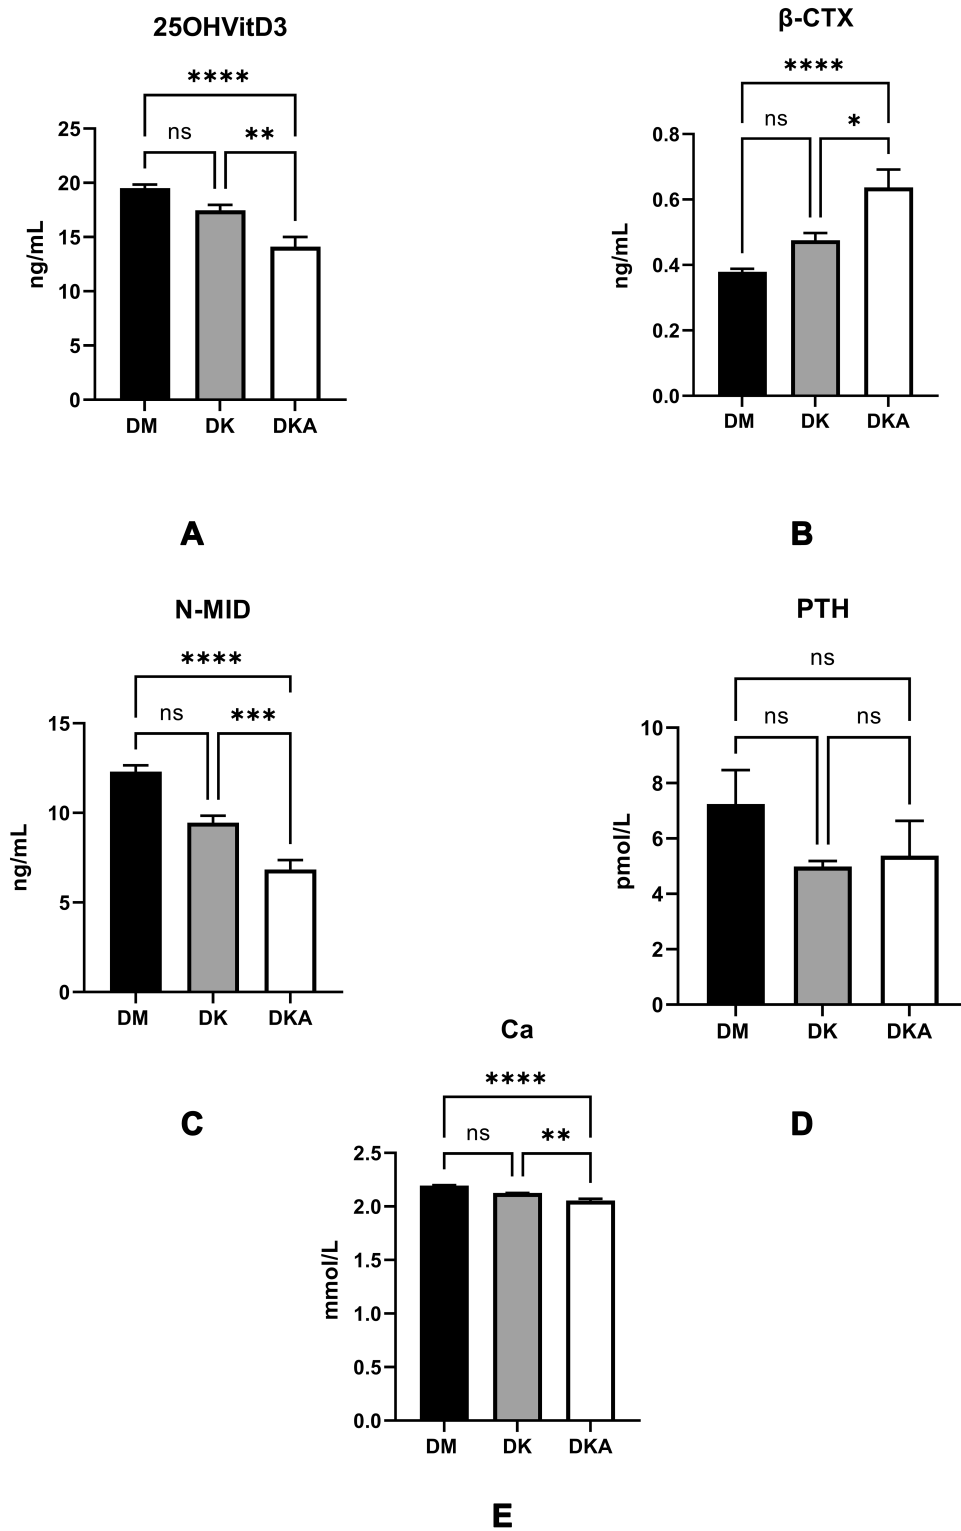 25OHVitD3
****
ns
**
25
20
15
10
5
0
ng/mL
DM DK DKA
A
β-CTX
****
ns
*
0.8
0.6
0.4
0.2
0.0
ng/mL
DM DK DKA
B
N-MID
****
ns
***
15
10
5
0
ng/mL
DM DK DKA
C
PTH
ns
ns
ns
10
8
6
4
2
0
pmol/L
DM DK DKA
D
Ca
****
ns
**
2.5
2.0
1.5
1.0
0.5
0.0
mmol/L
DM DK DKA
E